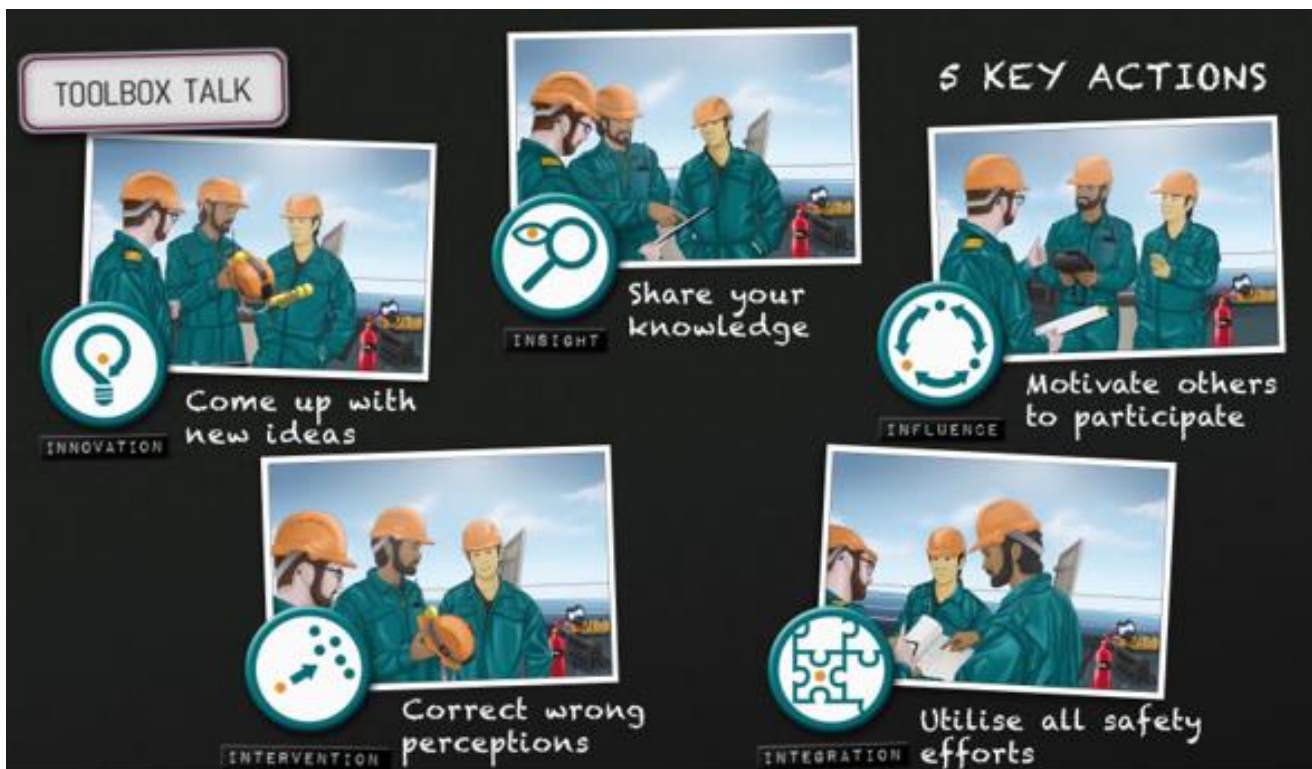 TOOLBOX TALK
5 KEY ACTIONS
INNOVATION
Come up with
new ideas
INSIGHT
Share your
knowledge
INFLUENCE
Motivate others
to participate
INTERVENTION
Correct wrong
perceptions
INTEGRATION
Utilise all safety
efforts